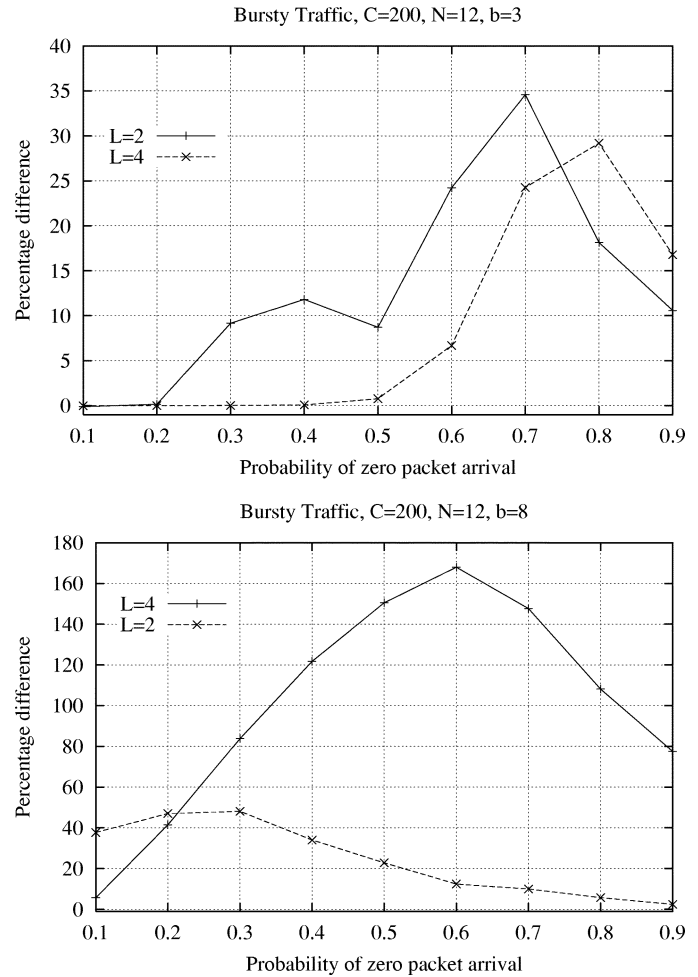 Bursty Traffic, C=200, N=12, b=3
40
35
30
25
20
15
10
5
0
Percentage difference
L=2
L=4
0.1 0.2 0.3 0.4 0.5 0.6 0.7 0.8 0.9
Probability of zero packet arrival
Bursty Traffic, C=200, N=12, b=8
180
160
140
120
100
80
60
40
20
0
Percentage difference
L=4
L=2
0.1 0.2 0.3 0.4 0.5 0.6 0.7 0.8 0.9
Probability of zero packet arrival